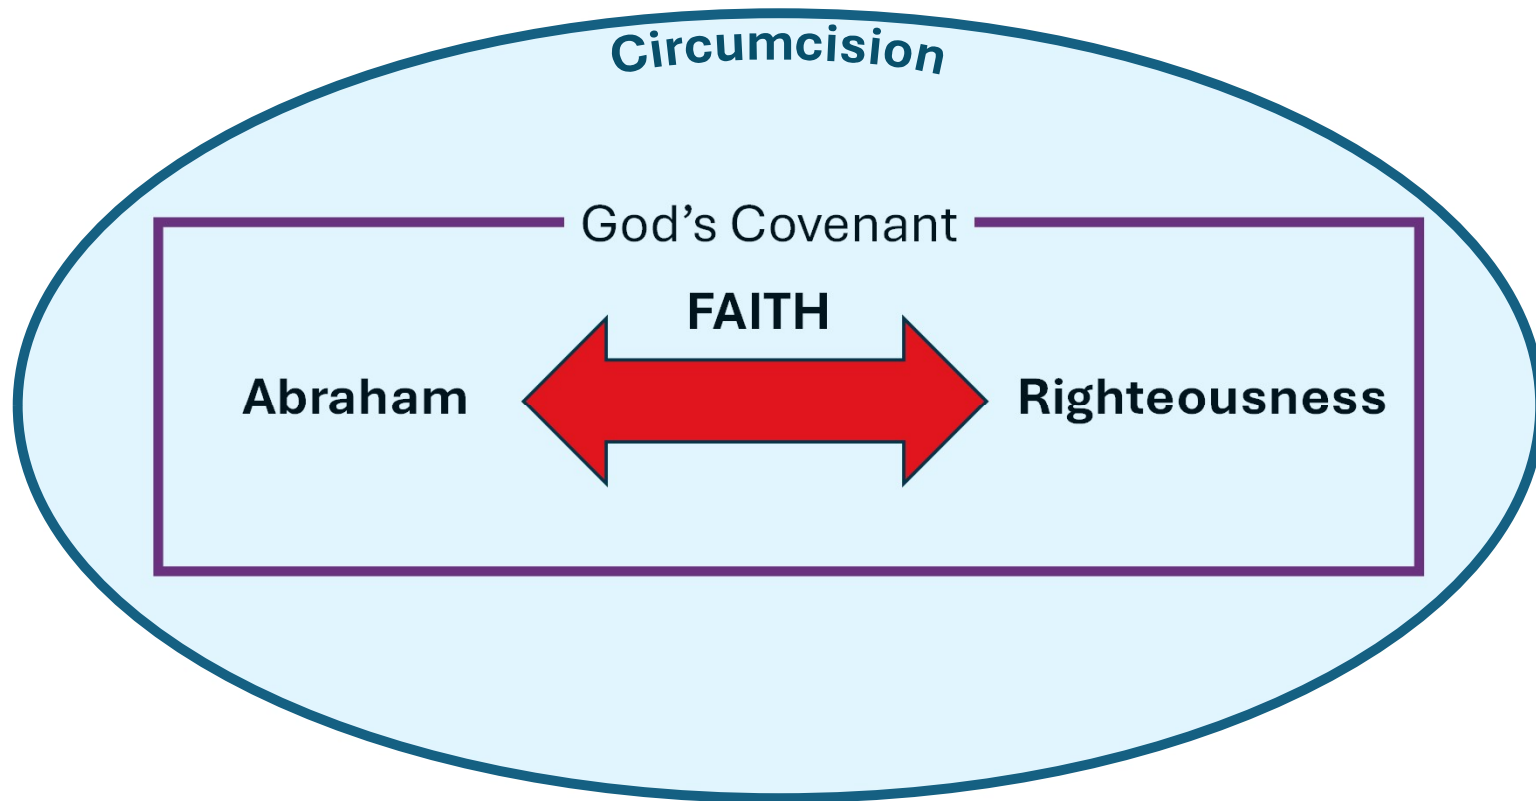 Circumcision
God’s Covenant
FAITH
Abraham
Righteousness